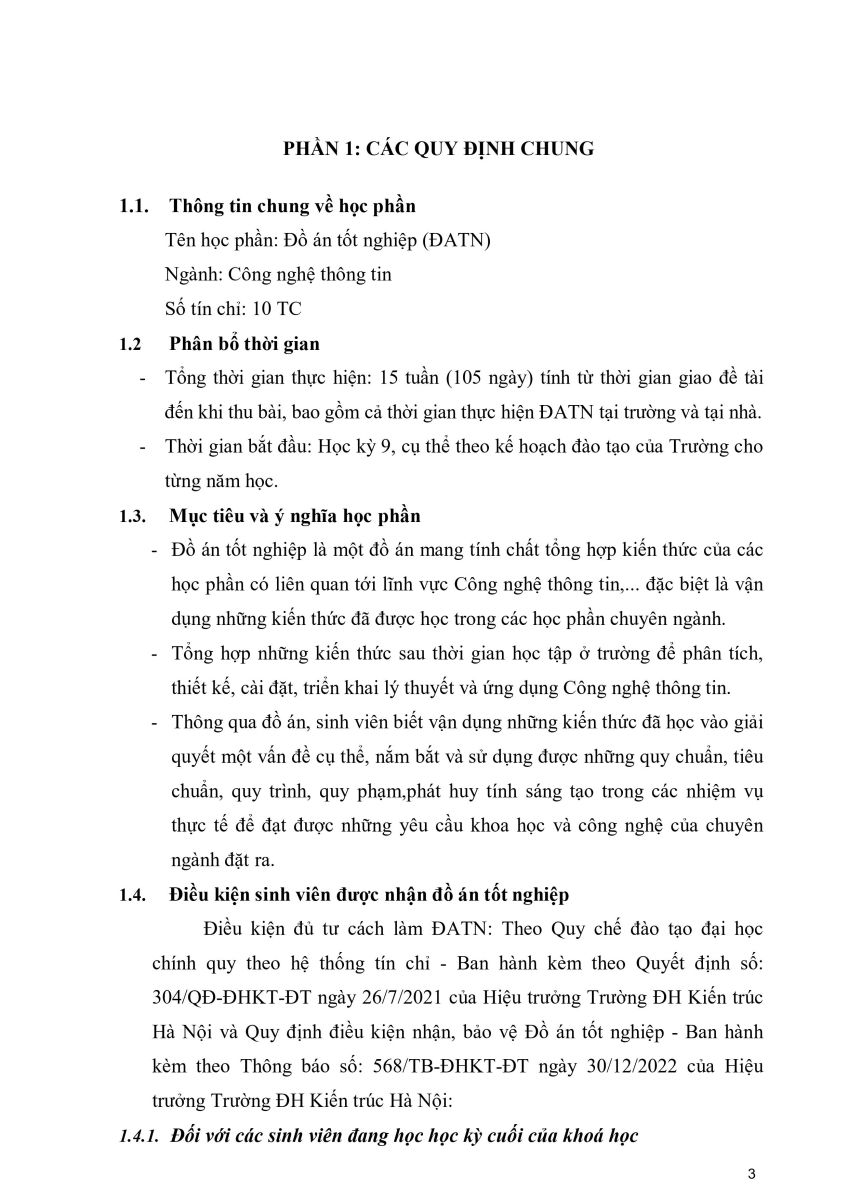 PHẦN 1: CÁC QUY ĐỊNH CHUNG
1.1. Thông tin chung về học phần
Tên học phần: Đồ án tốt nghiệp (ĐATN)
Ngành: Công nghệ thông tin
Số tín chỉ: 10 TC
1.2 Phân bổ thời gian
- Tổng thời gian thực hiện: 15 tuần (105 ngày) tính từ thời gian giao đề tài
đến khi thu bài, bao gồm cả thời gian thực hiện ĐATN tại trường và tại nhà.
- Thời gian bắt đầu: Học kỳ 9, cụ thể theo kế hoạch đào tạo của Trường cho
từng năm học.
1.3. Mục tiêu và ý nghĩa học phần
- Đồ án tốt nghiệp là một đồ án mang tính chất tổng hợp kiến thức của các
học phần có liên quan tới lĩnh vực Công nghệ thông tin,... đặc biệt là vận
dụng những kiến thức đã được học trong các học phần chuyên ngành.
- Tổng hợp những kiến thức sau thời gian học tập ở trường để phân tích,
thiết kế, cài đặt, triển khai lý thuyết và ứng dụng Công nghệ thông tin.
- Thông qua đồ án, sinh viên biết vận dụng những kiến thức đã học vào giải
quyết một vấn đề cụ thể, nắm bắt và sử dụng được những quy chuẩn, tiêu
chuẩn, quy trình, quy phạm,phát huy tính sáng tạo trong các nhiệm vụ
thực tế để đạt được những yêu cầu khoa học và công nghệ của chuyên
ngành đặt ra.
1.4. Điều kiện sinh viên được nhận đồ án tốt nghiệp
Điều kiện đủ tư cách làm ĐATN: Theo Quy chế đào tạo đại học
chính quy theo hệ thống tín chỉ - Ban hành kèm theo Quyết định số:
304/QĐ-ĐHKT-ĐT ngày 26/7/2021 của Hiệu trưởng Trường ĐH Kiến trúc
Hà Nội và Quy định điều kiện nhận, bảo vệ Đồ án tốt nghiệp - Ban hành
kèm theo Thông báo số: 568/TB-ĐHKT-ĐT ngày 30/12/2022 của Hiệu
trưởng Trường ĐH Kiến trúc Hà Nội:
1.4.1. Đối với các sinh viên đang học học kỳ cuối của khoá học
3